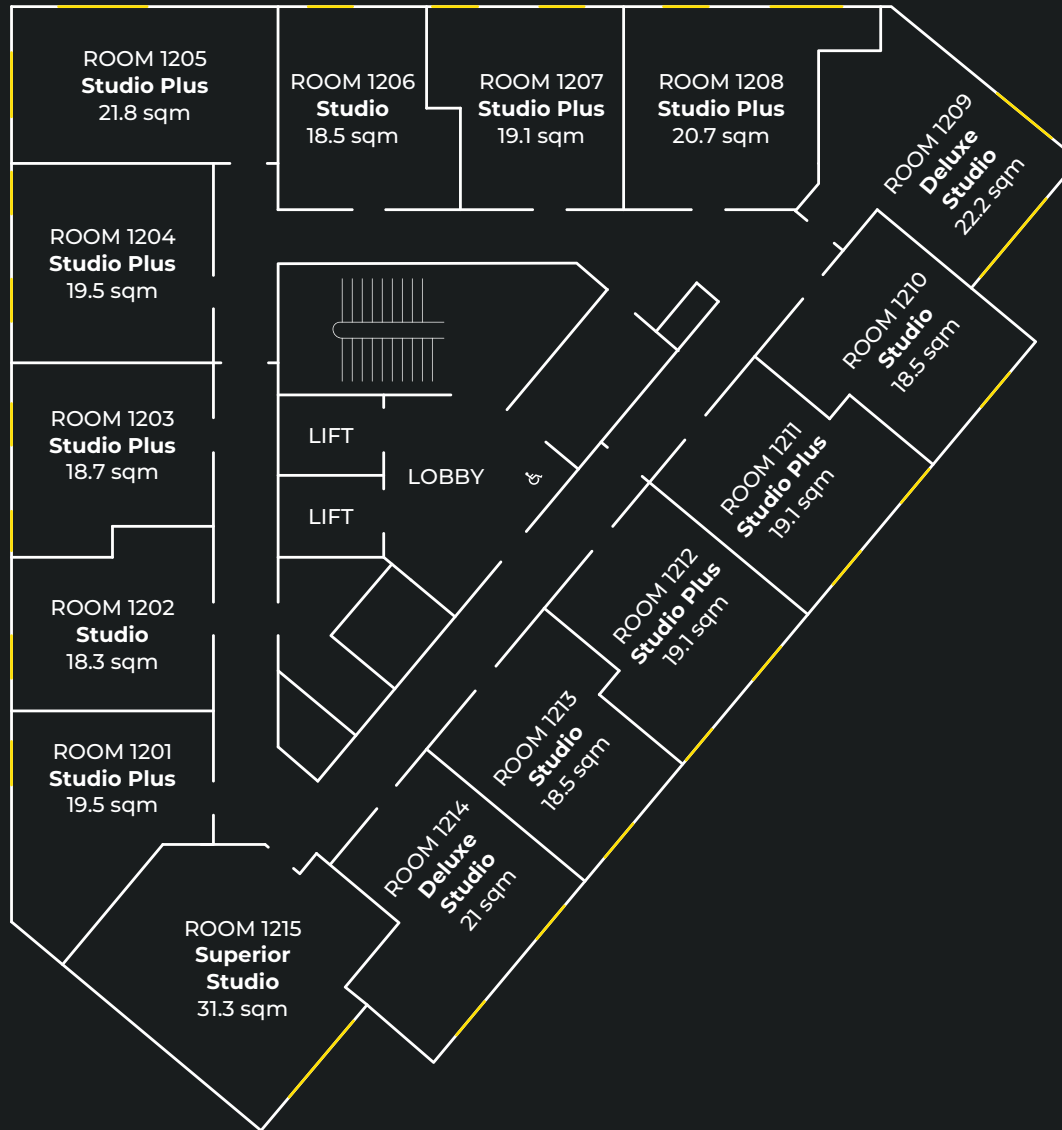 ROOM 1205
Studio Plus
21.8 sqm
ROOM 1206
Studio
18.5 sqm
ROOM 1207
Studio Plus
19.1 sqm
ROOM 1208
Studio Plus
20.7 sqm
ROOM 1209
Deluxe
Studio
22.2 sqm
ROOM 1204
Studio Plus
19.5 sqm
ROOM 1210
Studio
18.5 sqm
ROOM 1203
Studio Plus
18.7 sqm
LIFT
LOBBY
LIFT
ROOM 1211
Studio Plus
19.1 sqm
ROOM 1202
Studio
18.3 sqm
ROOM 1212
Studio Plus
19.1 sqm
ROOM 1201
Studio Plus
19.5 sqm
ROOM 1213
Studio
18.5 sqm
ROOM 1214
Deluxe
Studio
21 sqm
ROOM 1215
Superior
Studio
31.3 sqm